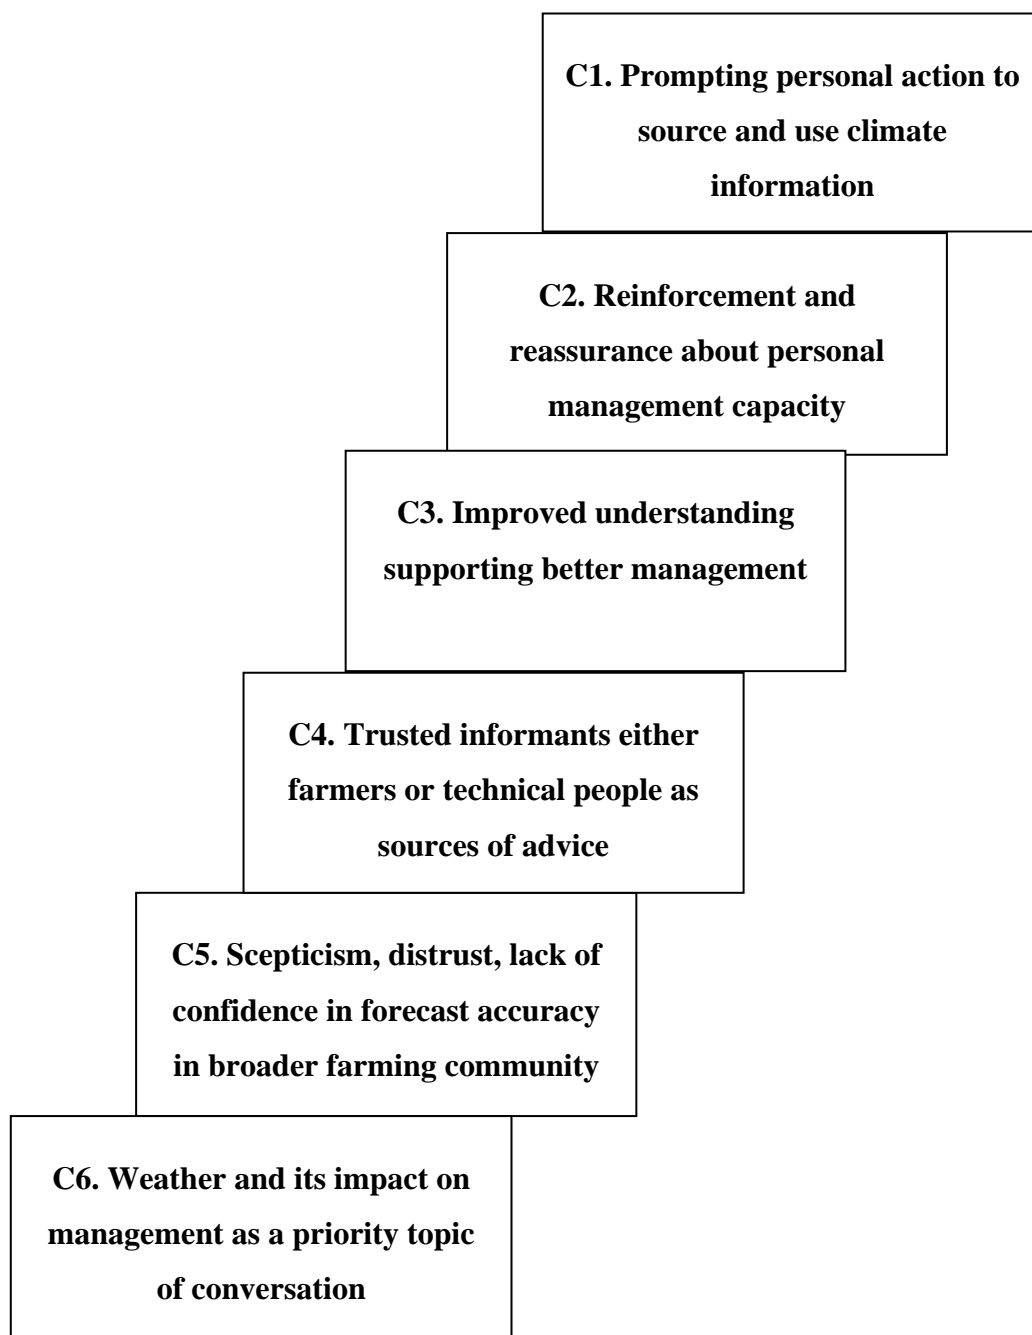 C1. Prompting personal action to
source and use climate
information
C2. Reinforcement and
reassurance about personal
management capacity
C3. Improved understanding
supporting better management
C4. Trusted informants either
farmers or technical people as
sources of advice
C5. Scepticism, distrust, lack of
confidence in forecast accuracy
in broader farming community
C6. Weather and its impact on
management as a priority topic
of conversation